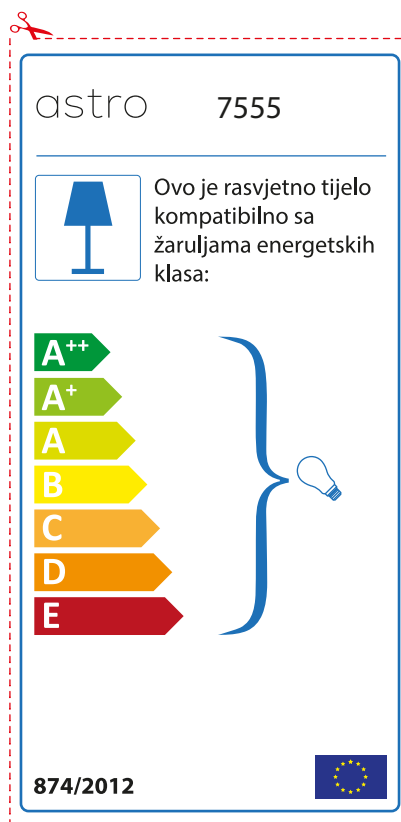 astro 7555
Ovo je rasvjetno tijelo
kompatibilno sa
žaruljama energetskih
klasa:
A++
A+
A
B
C
D
E
874/2012